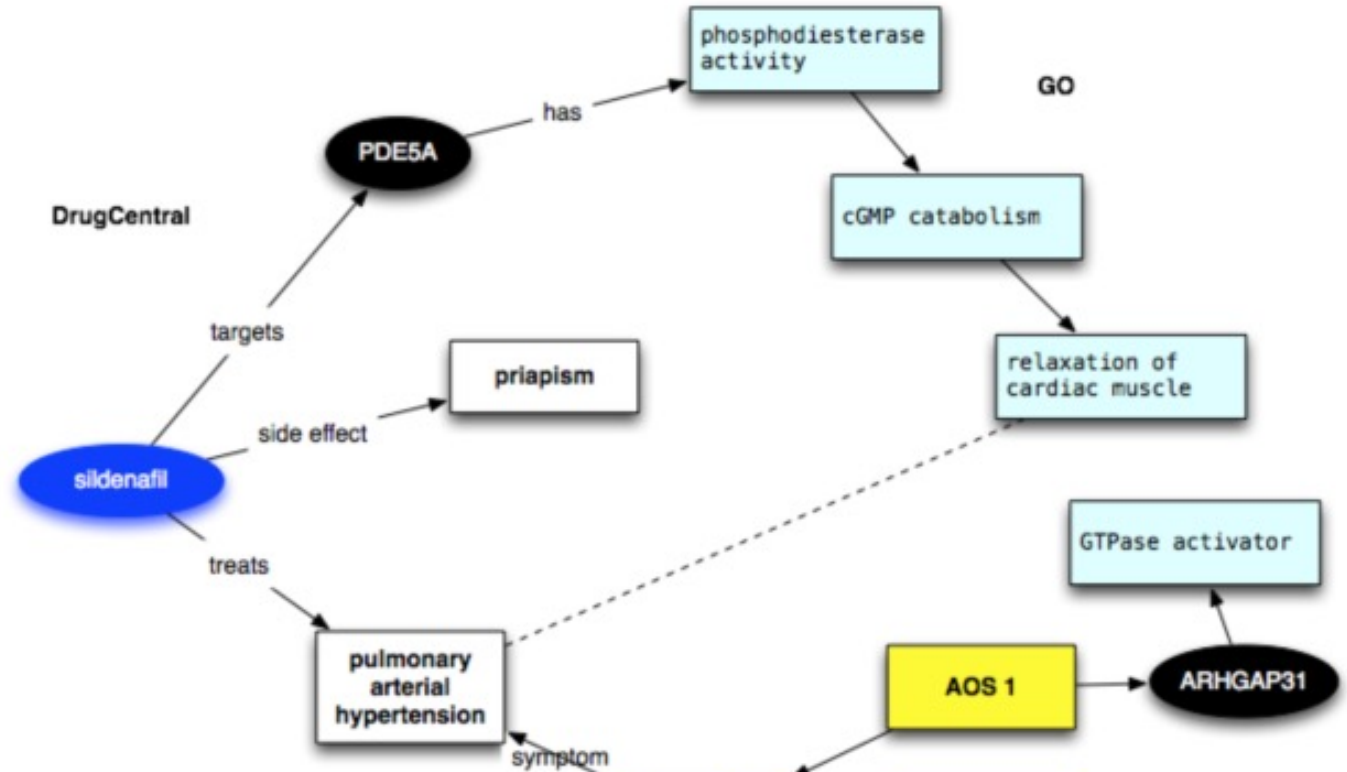 phosphodiesterase
activity
GO
has
PDE5A
cGMP catabolism
DrugCentral
targets
relaxation of
cardiac muscle
priapism
side effect
sildenafil
GTPase activator
treats
pulmonary
arterial
hypertension
AOS 1
ARHGAP31
symptom